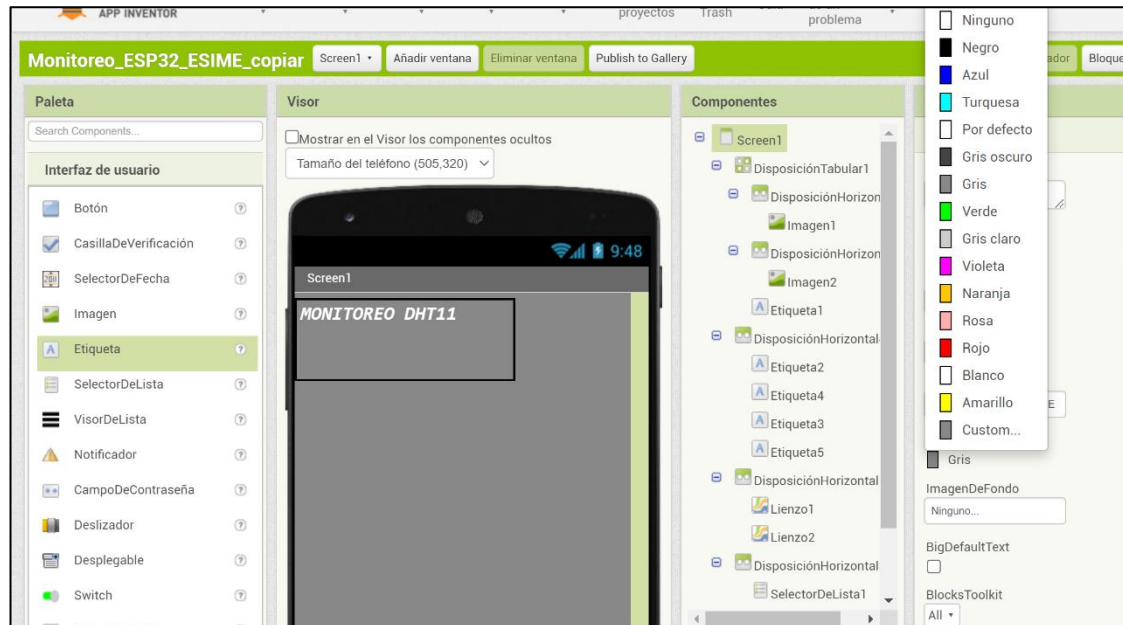 APP INVENTOR
proyectos
Trash
problema
Monitoreo_ESP32_ESIME_copiar
Screen1
Añadir ventana
Eliminar ventana
Publish to Gallery
Bloque
Paleta
Search Components...
Interfaz de usuario
Botón
CasillaDeVerificación
SelectorDeFecha
Imagen
Etiqueta
SelectorDeLista
VisorDeLista
Notificador
CampoDeContraseña
Deslizador
Desplegable
Switch
Visor
Mostrar en el Visor los componentes ocultos
Tamaño del teléfono (505,320)
9:48
Screen1
MONITOREO DHT11
Componentes
Screen1
DisposiciónTabular1
DisposiciónHorizon
Imagen1
DisposiciónHorizon
Imagen2
Etiqueta1
DisposiciónHorizontal
Etiqueta2
Etiqueta4
Etiqueta3
Etiqueta5
DisposiciónHorizontal
Lienzo1
Lienzo2
DisposiciónHorizontal
SelectorDeLista1
Ninguno
Negro
Azul
Turquesa
Por defecto
Gris oscuro
Gris
Verde
Gris claro
Violeta
Naranja
Rosa
Rojo
Blanco
Amarillo
Custom...
E
Gris
ImagenDeFondo
Ninguno...
BigDefaultText
BlocksToolkit
All